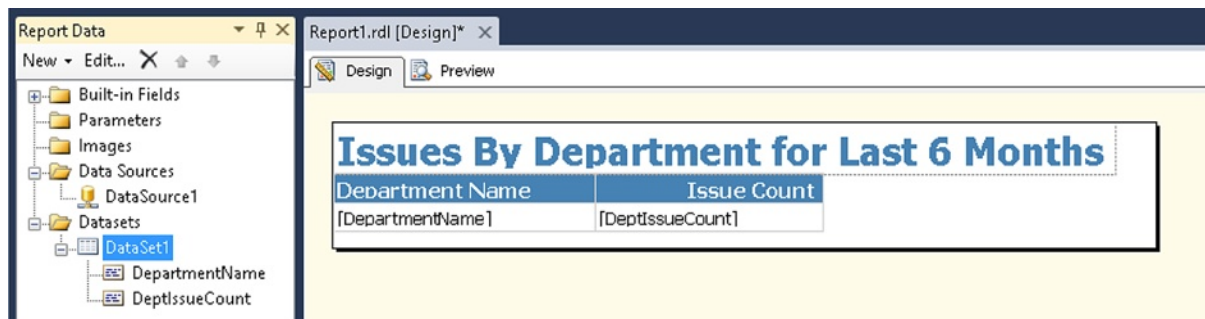 Report Data
New Edit...
Built-in Fields
Parameters
Images
Data Sources
DataSource1
Datasets
DataSet1
DepartmentName
DeptIssueCount
Report1.rdl [Design]*
Design Preview
Issues By Department for Last 6 Months
Department Name Issue Count
[DepartmentName] [DeptIssueCount]